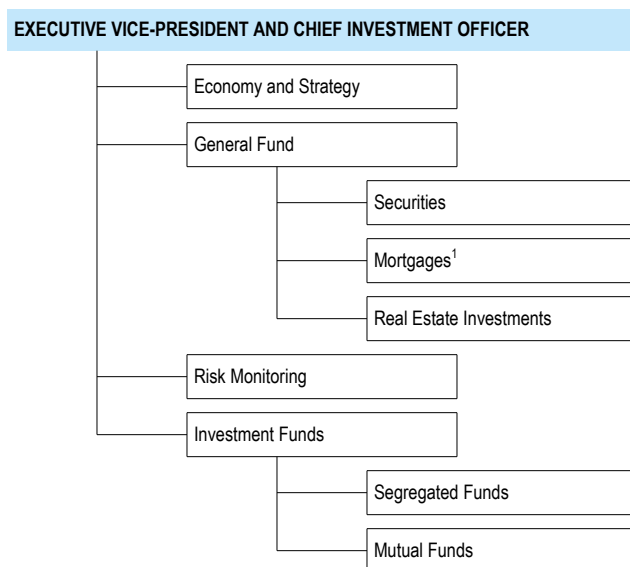 EXECUTIVE VICE-PRESIDENT AND CHIEF INVESTMENT OFFICER
Economy and Strategy
General Fund
Securities
Mortgages¹
Real Estate Investments
Risk Monitoring
Investment Funds
Segregated Funds
Mutual Funds